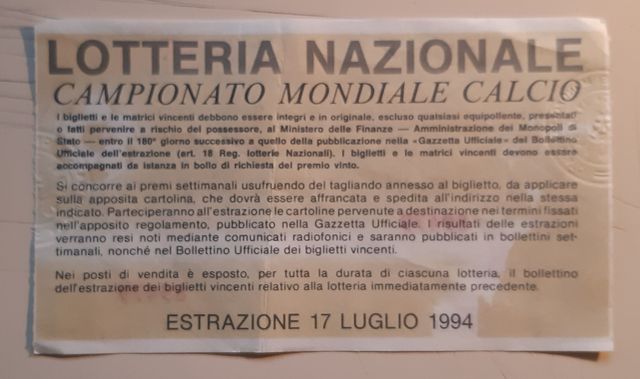 LOTTERIA NAZIONALE
CAMPIONATO MONDIALE CALCIO
I biglietti e le matrici vincenti debbono essere integri e in originale, escluso qualsiasi equipollente, presentati
o fatti pervenire a rischio del possessore, al Ministero delle Finanze — Amministrazione dei Monopoli di
Stato — entro il 180° giorno successivo a quello della pubblicazione nella «Gazzetta Ufficiale» del Bollettino
Ufficiale dell'estrazione (art. 18 Reg. lotterie Nazionali). I biglietti e le matrici vincenti devono essere
accompagnati da istanza in bollo di richiesta del premio vinto.
Si concorre ai premi settimanali usufruendo del tagliando annesso al biglietto, da applicare
sulla apposita cartolina, che dovrà essere affrancata e spedita all'indirizzo nella stessa
indicato. Parteciperanno all'estrazione le cartoline pervenute a destinazione nei termini fissati
nell'apposito regolamento, pubblicato nella Gazzetta Ufficiale. I risultati delle estrazioni
verranno resi noti mediante comunicati radiofonici e saranno pubblicati in bollettini set-
timanali, nonché nel Bollettino Ufficiale dei biglietti vincenti.
Nei posti di vendita è esposto, per tutta la durata di ciascuna lotteria, il bollettino
dell'estrazione dei biglietti vincenti relativo alla lotteria immediatamente precedente.
ESTRAZIONE 17 LUGLIO 1994